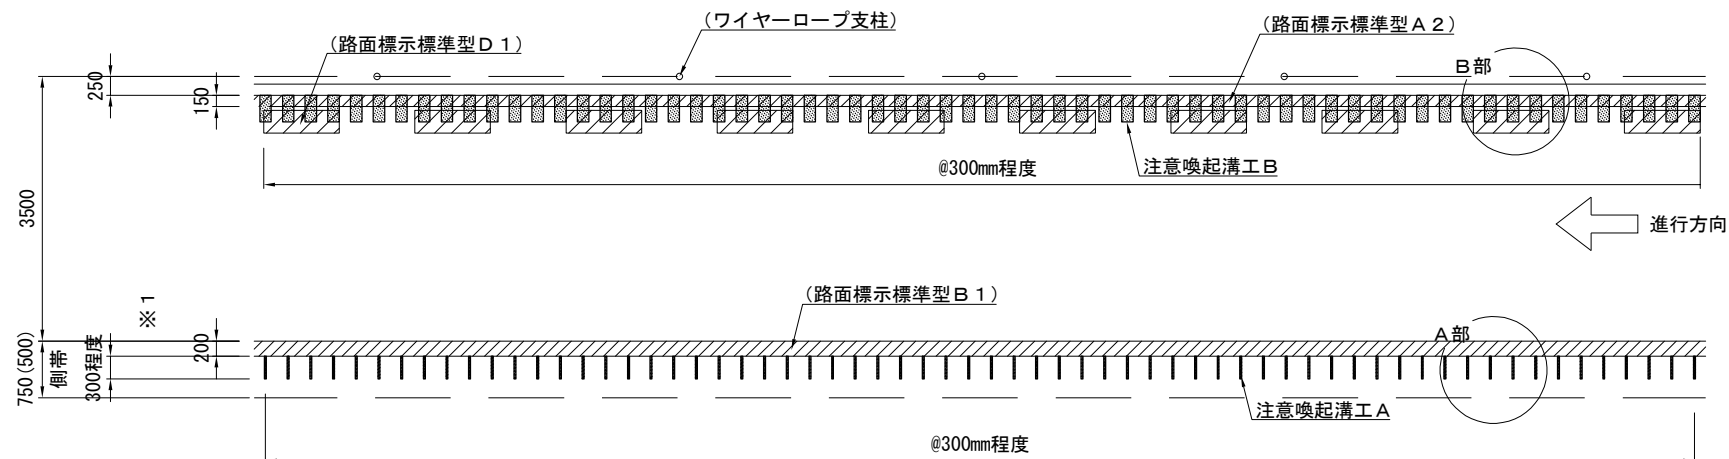 (ワイヤーロープ支柱)
(路面標示標準型D1)
(路面標示標準型A2)
B部
250
150
@300mm程度
注意喚起溝工B
3500
進行方向
※1
(路面標示標準型B1)
A部
200
750(500)
側帯
300程度
注意喚起溝工A
@300mm程度